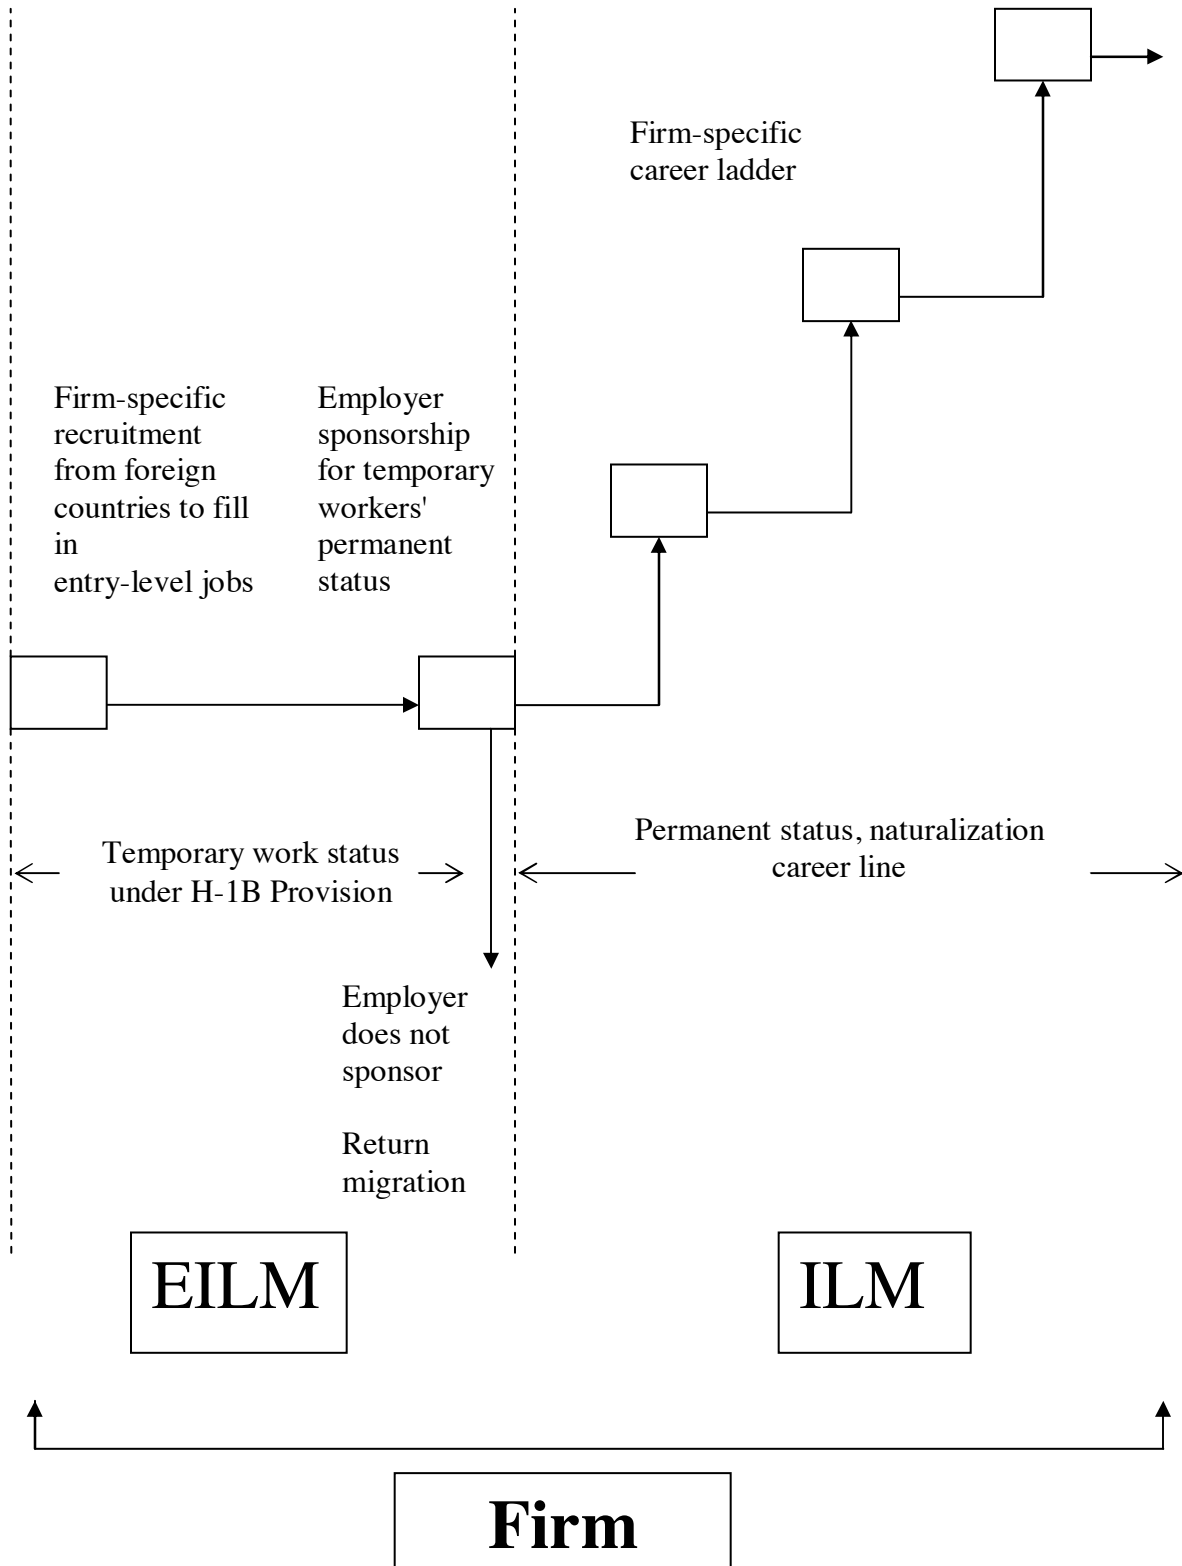 Firm-specific
career ladder
Firm-specific
recruitment
from foreign
countries to fill
in
entry-level jobs
Employer
sponsorship
for temporary
workers'
permanent
status
Temporary work status
under H-1B Provision
Permanent status, naturalization
career line
Employer
does not
sponsor
Return
migration
EILM
ILM
Firm